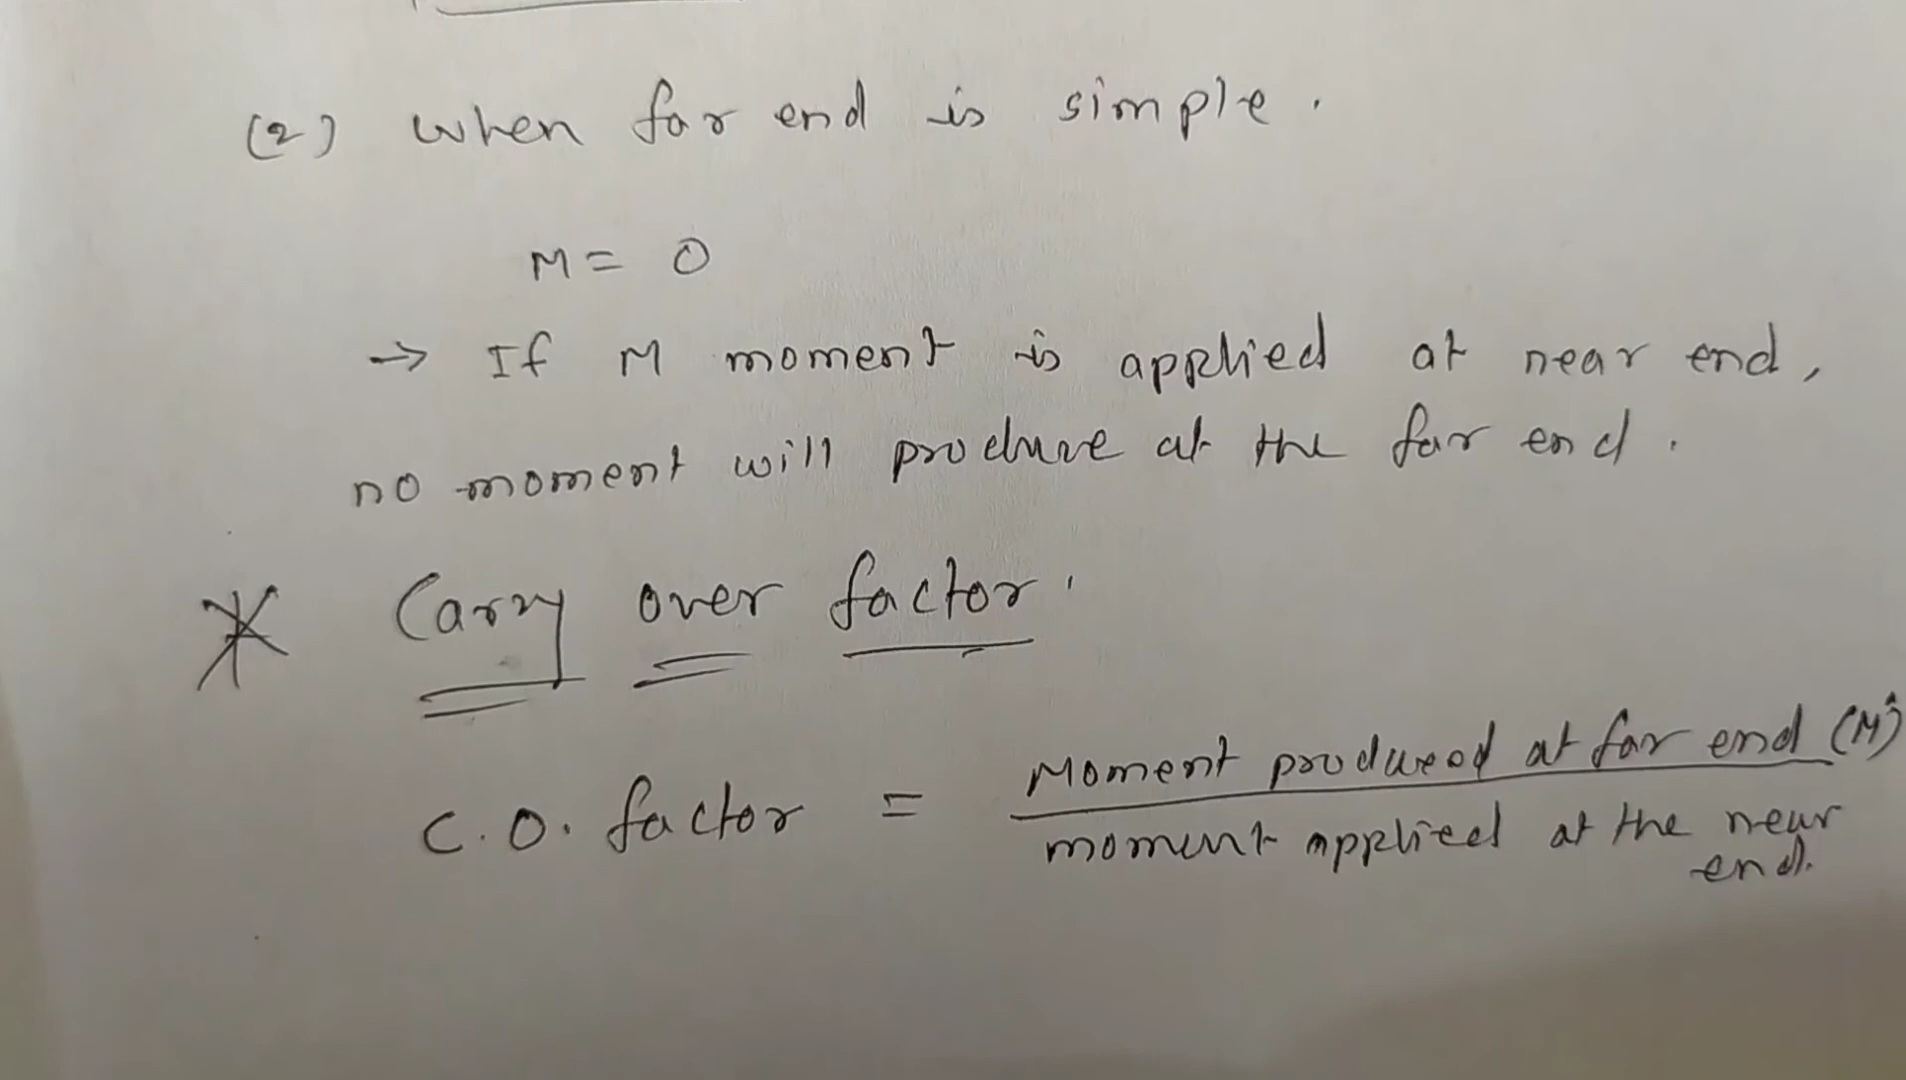 (2) when far end is simple.
M = 0
→ If M moment is applied at near end,
no moment will produce at the far end.
* Carry over factor.
C.O. factor = Moment produced at far end (M')
moment applied at the near
end.